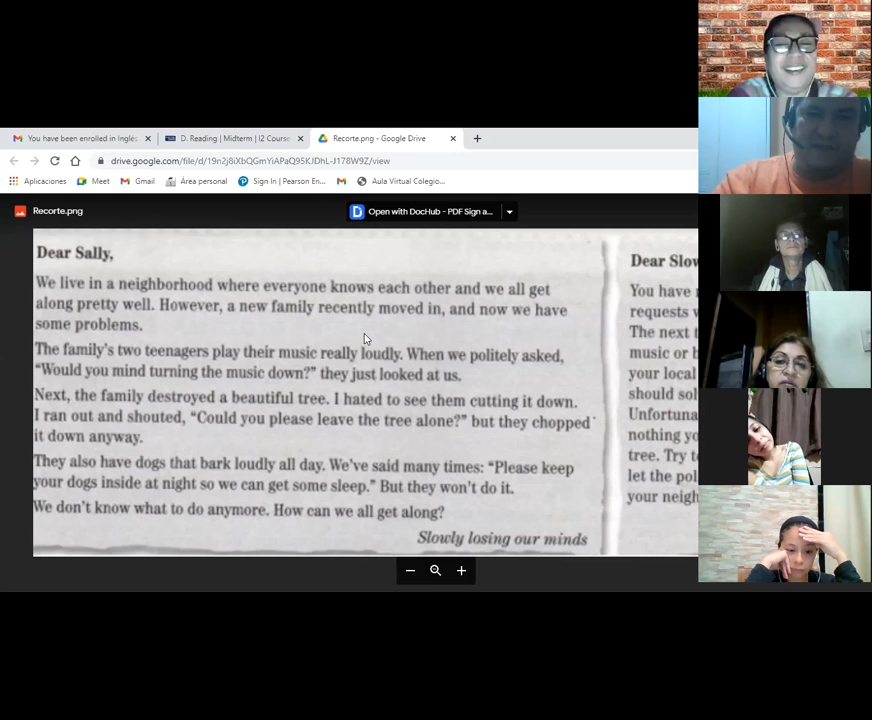 You have been enrolled in Inglés
D. Reading | Midterm | I2 Course
Recorte.png - Google Drive
drive.google.com/file/d/19n2j8iXbQGmYiAPaQ95KJDhL-J178W9Z/view
Aplicaciones
Meet
Gmail
Área personal
Sign In | Pearson En...
Aula Virtual Colegio...
Recorte.png
D
Open with DocHub - PDF Sign a...
Dear Sally,
We live in a neighborhood where everyone knows each other and we all get
along pretty well. However, a new family recently moved in, and now we have
some problems.
The family's two teenagers play their music really loudly. When we politely asked,
"Would you mind turning the music down?" they just looked at us.
Next, the family destroyed a beautiful tree. I hated to see them cutting it down.
I ran out and shouted, "Could you please leave the tree alone?" but they chopped
it down anyway.
They also have dogs that bark loudly all day. We've said many times: "Please keep
your dogs inside at night so we can get some sleep." But they won't do it.
We don't know what to do anymore. How can we all get along?
Slowly losing our minds
Dear Slow
You have
requests
The next
music or b
your local
should sol
Unfortuna
nothing yo
tree. Try t
let the pol
your neigh